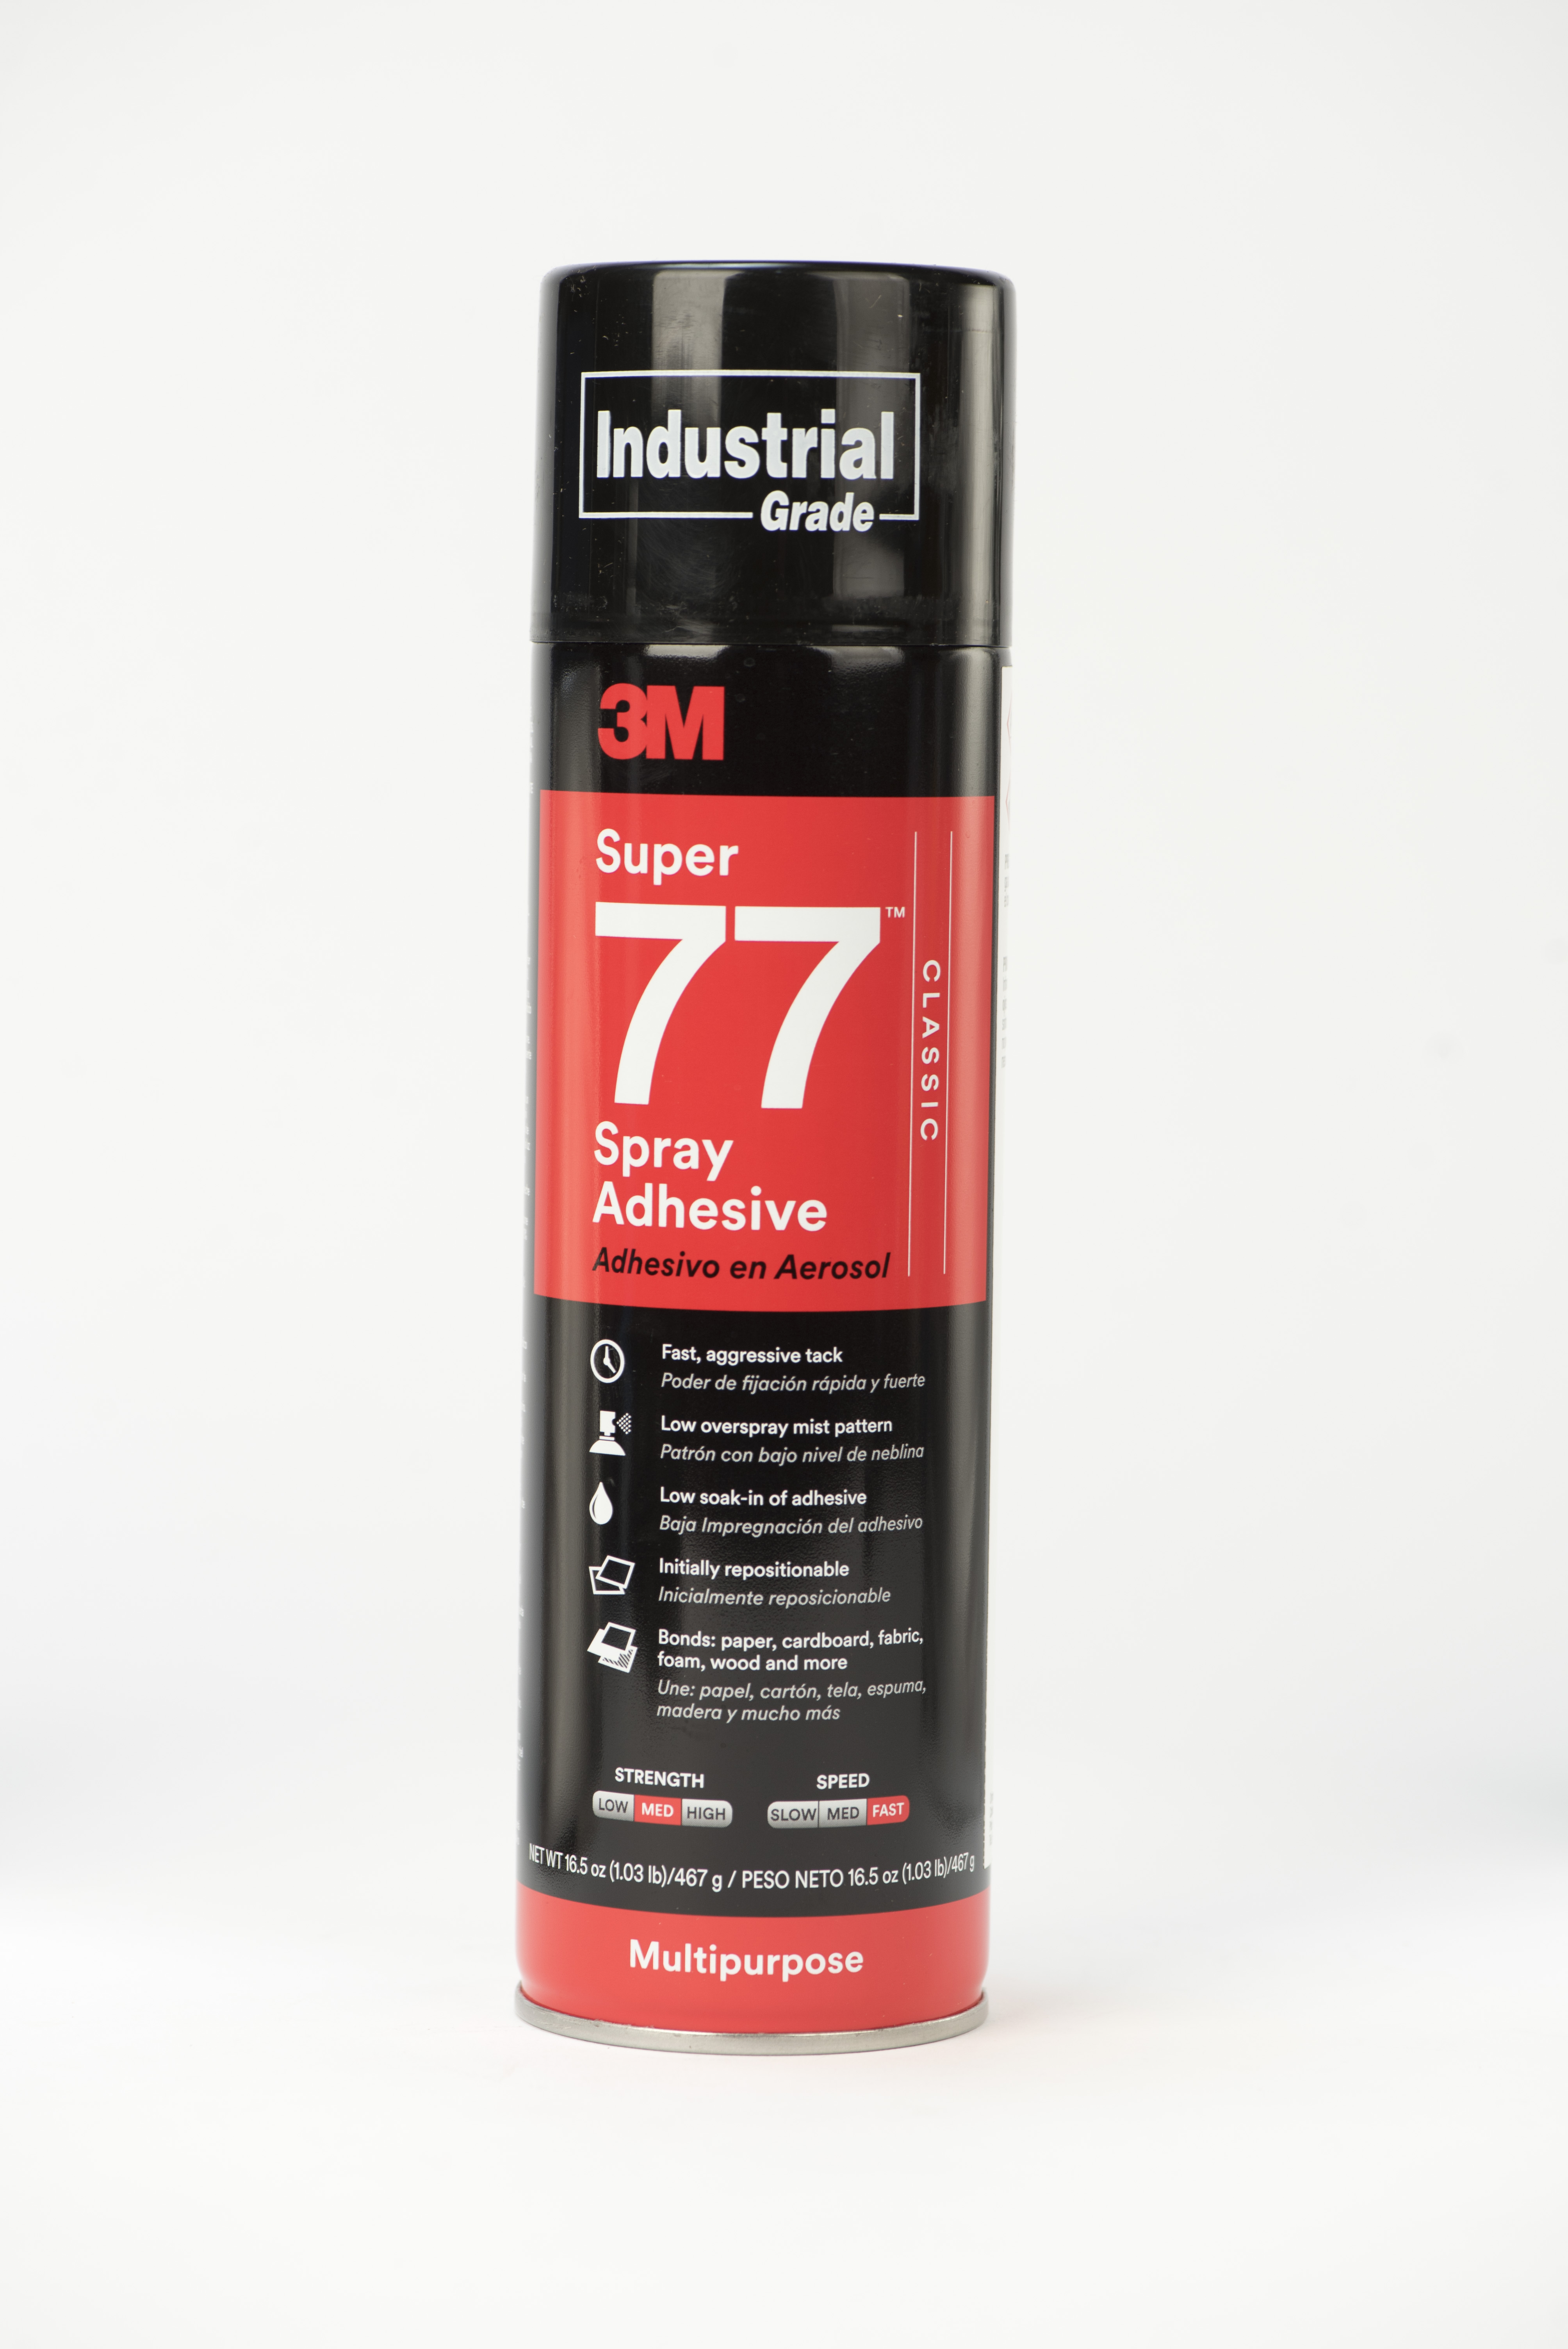 Industrial
Grade
3M
Super
77™
CLASSIC
Spray
Adhesive
Adhesivo en Aerosol
Fast, aggressive tack
Poder de fijación rápida y fuerte
Low overspray mist pattern
Patrón con bajo nivel de neblina
Low soak-in of adhesive
Baja Impregnación del adhesivo
Initially repositionable
Inicialmente reposicionable
Bonds: paper, cardboard, fabric,
foam, wood and more
Une: papel, cartón, tela, espuma,
madera y mucho más
STRENGTH
LOW MED HIGH
SPEED
SLOW MED FAST
NET WT 16.5 oz (1.03 lb)/467 g / PESO NETO 16.5 oz (1.03 lb)/467 g
Multipurpose